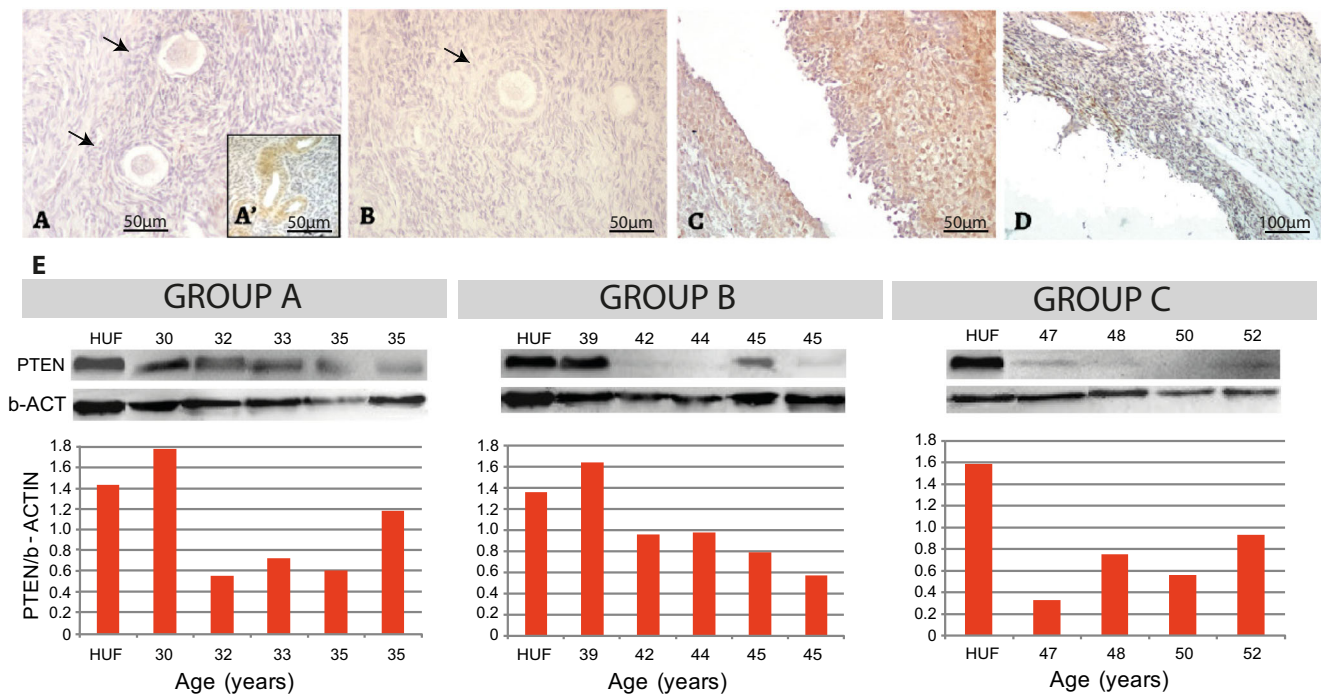 A 50µm A' 50µm B 50µm C 50µm D 100µm
E
GROUP A GROUP B GROUP C
HUF 30 32 33 35 35 HUF 39 42 44 45 45 HUF 47 48 50 52
PTEN
b-ACT
PTEN/b - ACTIN
1.8
1.6
1.4
1.2
1.0
0.8
0.6
0.4
0.2
0
HUF 30 32 33 35 35
Age (years)
1.8
1.6
1.4
1.2
1.0
0.8
0.6
0.4
0.2
0
HUF 39 42 44 45 45
Age (years)
1.8
1.6
1.4
1.2
1.0
0.8
0.6
0.4
0.2
0
HUF 47 48 50 52
Age (years)